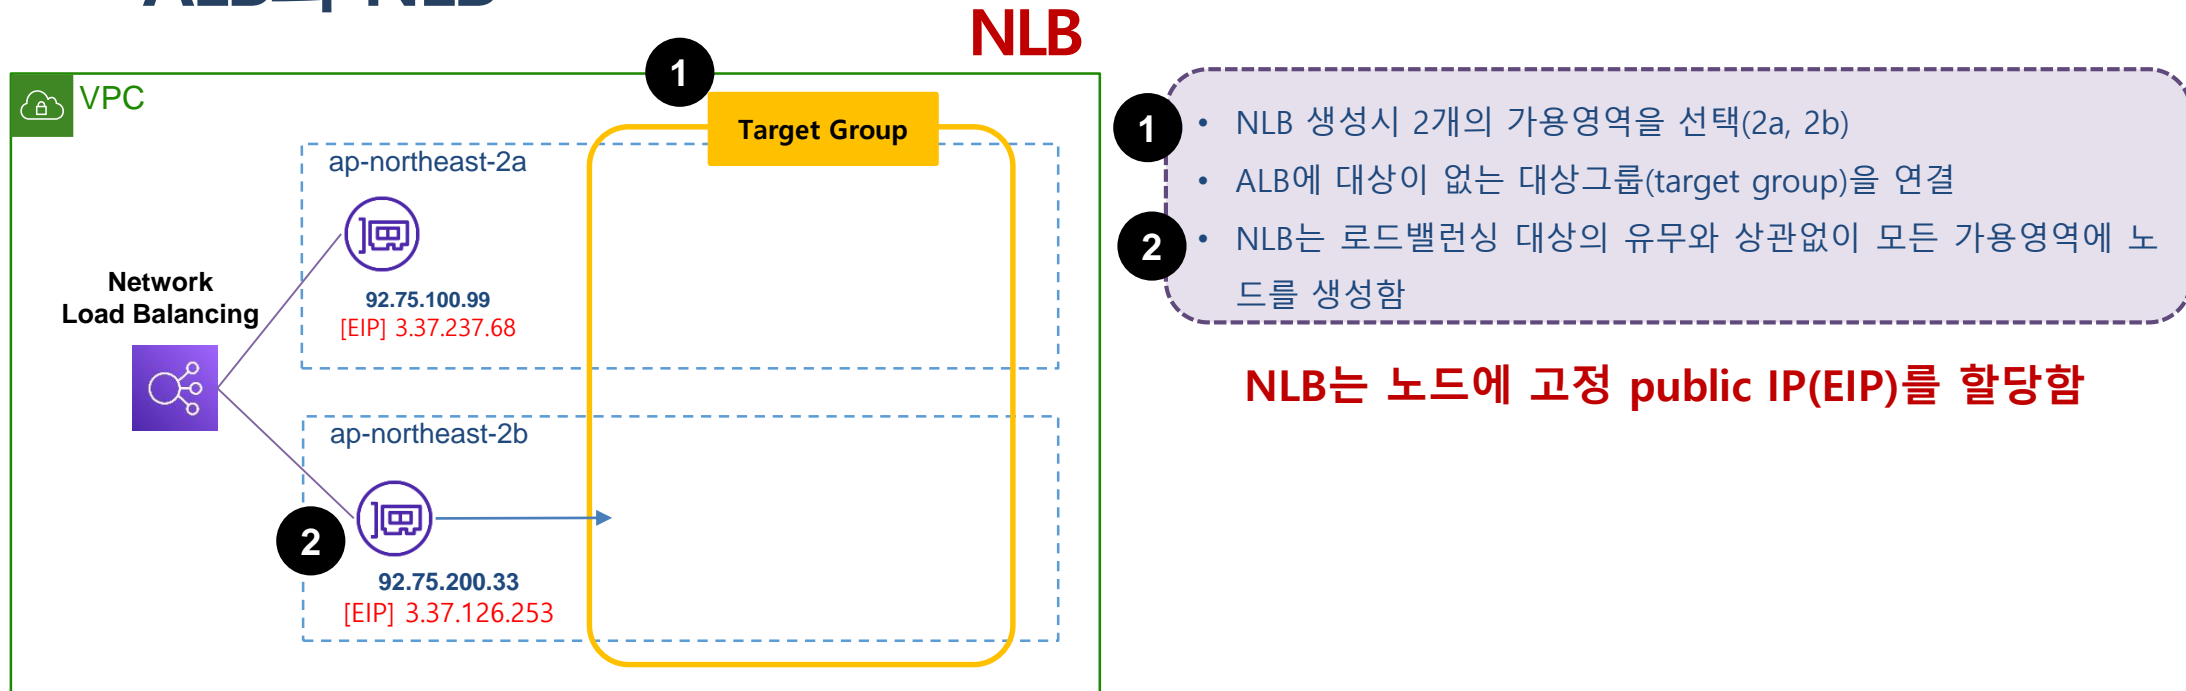 NLB
VPC
1
Target Group
ap-northeast-2a
Network
Load Balancing
92.75.100.99
[EIP] 3.37.237.68
ap-northeast-2b
2
92.75.200.33
[EIP] 3.37.126.253
1
• NLB 생성시 2개의 가용영역을 선택(2a, 2b)
• ALB에 대상이 없는 대상그룹(target group)을 연결
2
• NLB는 로드밸런싱 대상의 유무와 상관없이 모든 가용영역에 노
드를 생성함
NLB는 노드에 고정 public IP(EIP)를 할당함